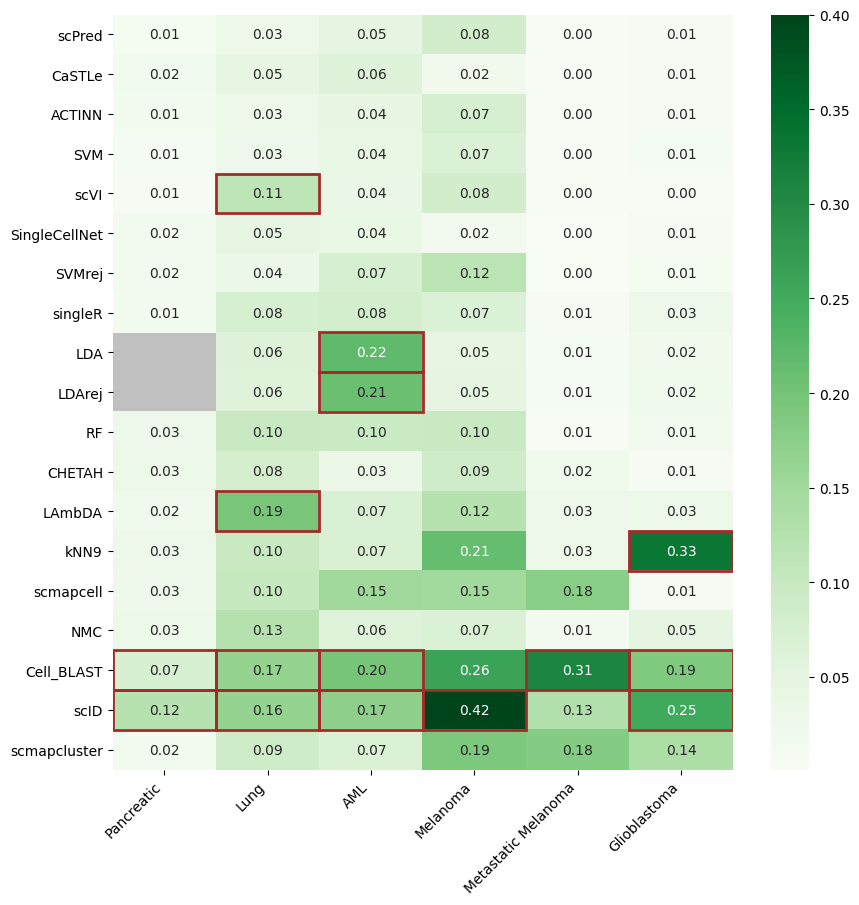 scPred 0.01 0.03 0.05 0.08 0.00 0.01
CaSTLe 0.02 0.05 0.06 0.02 0.00 0.01
ACTINN 0.01 0.03 0.04 0.07 0.00 0.01
SVM 0.01 0.03 0.04 0.07 0.00 0.01
scVI 0.01 0.11 0.04 0.08 0.00 0.00
SingleCellNet 0.02 0.05 0.04 0.02 0.00 0.01
SVMrej 0.02 0.04 0.07 0.12 0.00 0.01
singleR 0.01 0.08 0.08 0.07 0.01 0.03
LDA 0.06 0.22 0.05 0.01 0.02
LDArej 0.06 0.21 0.05 0.01 0.02
RF 0.03 0.10 0.10 0.10 0.01 0.01
CHETAH 0.03 0.08 0.03 0.09 0.02 0.01
LAmbDA 0.02 0.19 0.07 0.12 0.03 0.03
kNN9 0.03 0.10 0.07 0.21 0.03 0.33
scmapcell 0.03 0.10 0.15 0.15 0.18 0.01
NMC 0.03 0.13 0.06 0.07 0.01 0.05
Cell_BLAST 0.07 0.17 0.20 0.26 0.31 0.19
scID 0.12 0.16 0.17 0.42 0.13 0.25
scmapcluster 0.02 0.09 0.07 0.19 0.18 0.14
Pancreatic
Lung
AML
Melanoma
Metastatic Melanoma
Glioblastoma
0.40
0.35
0.30
0.25
0.20
0.15
0.10
0.05